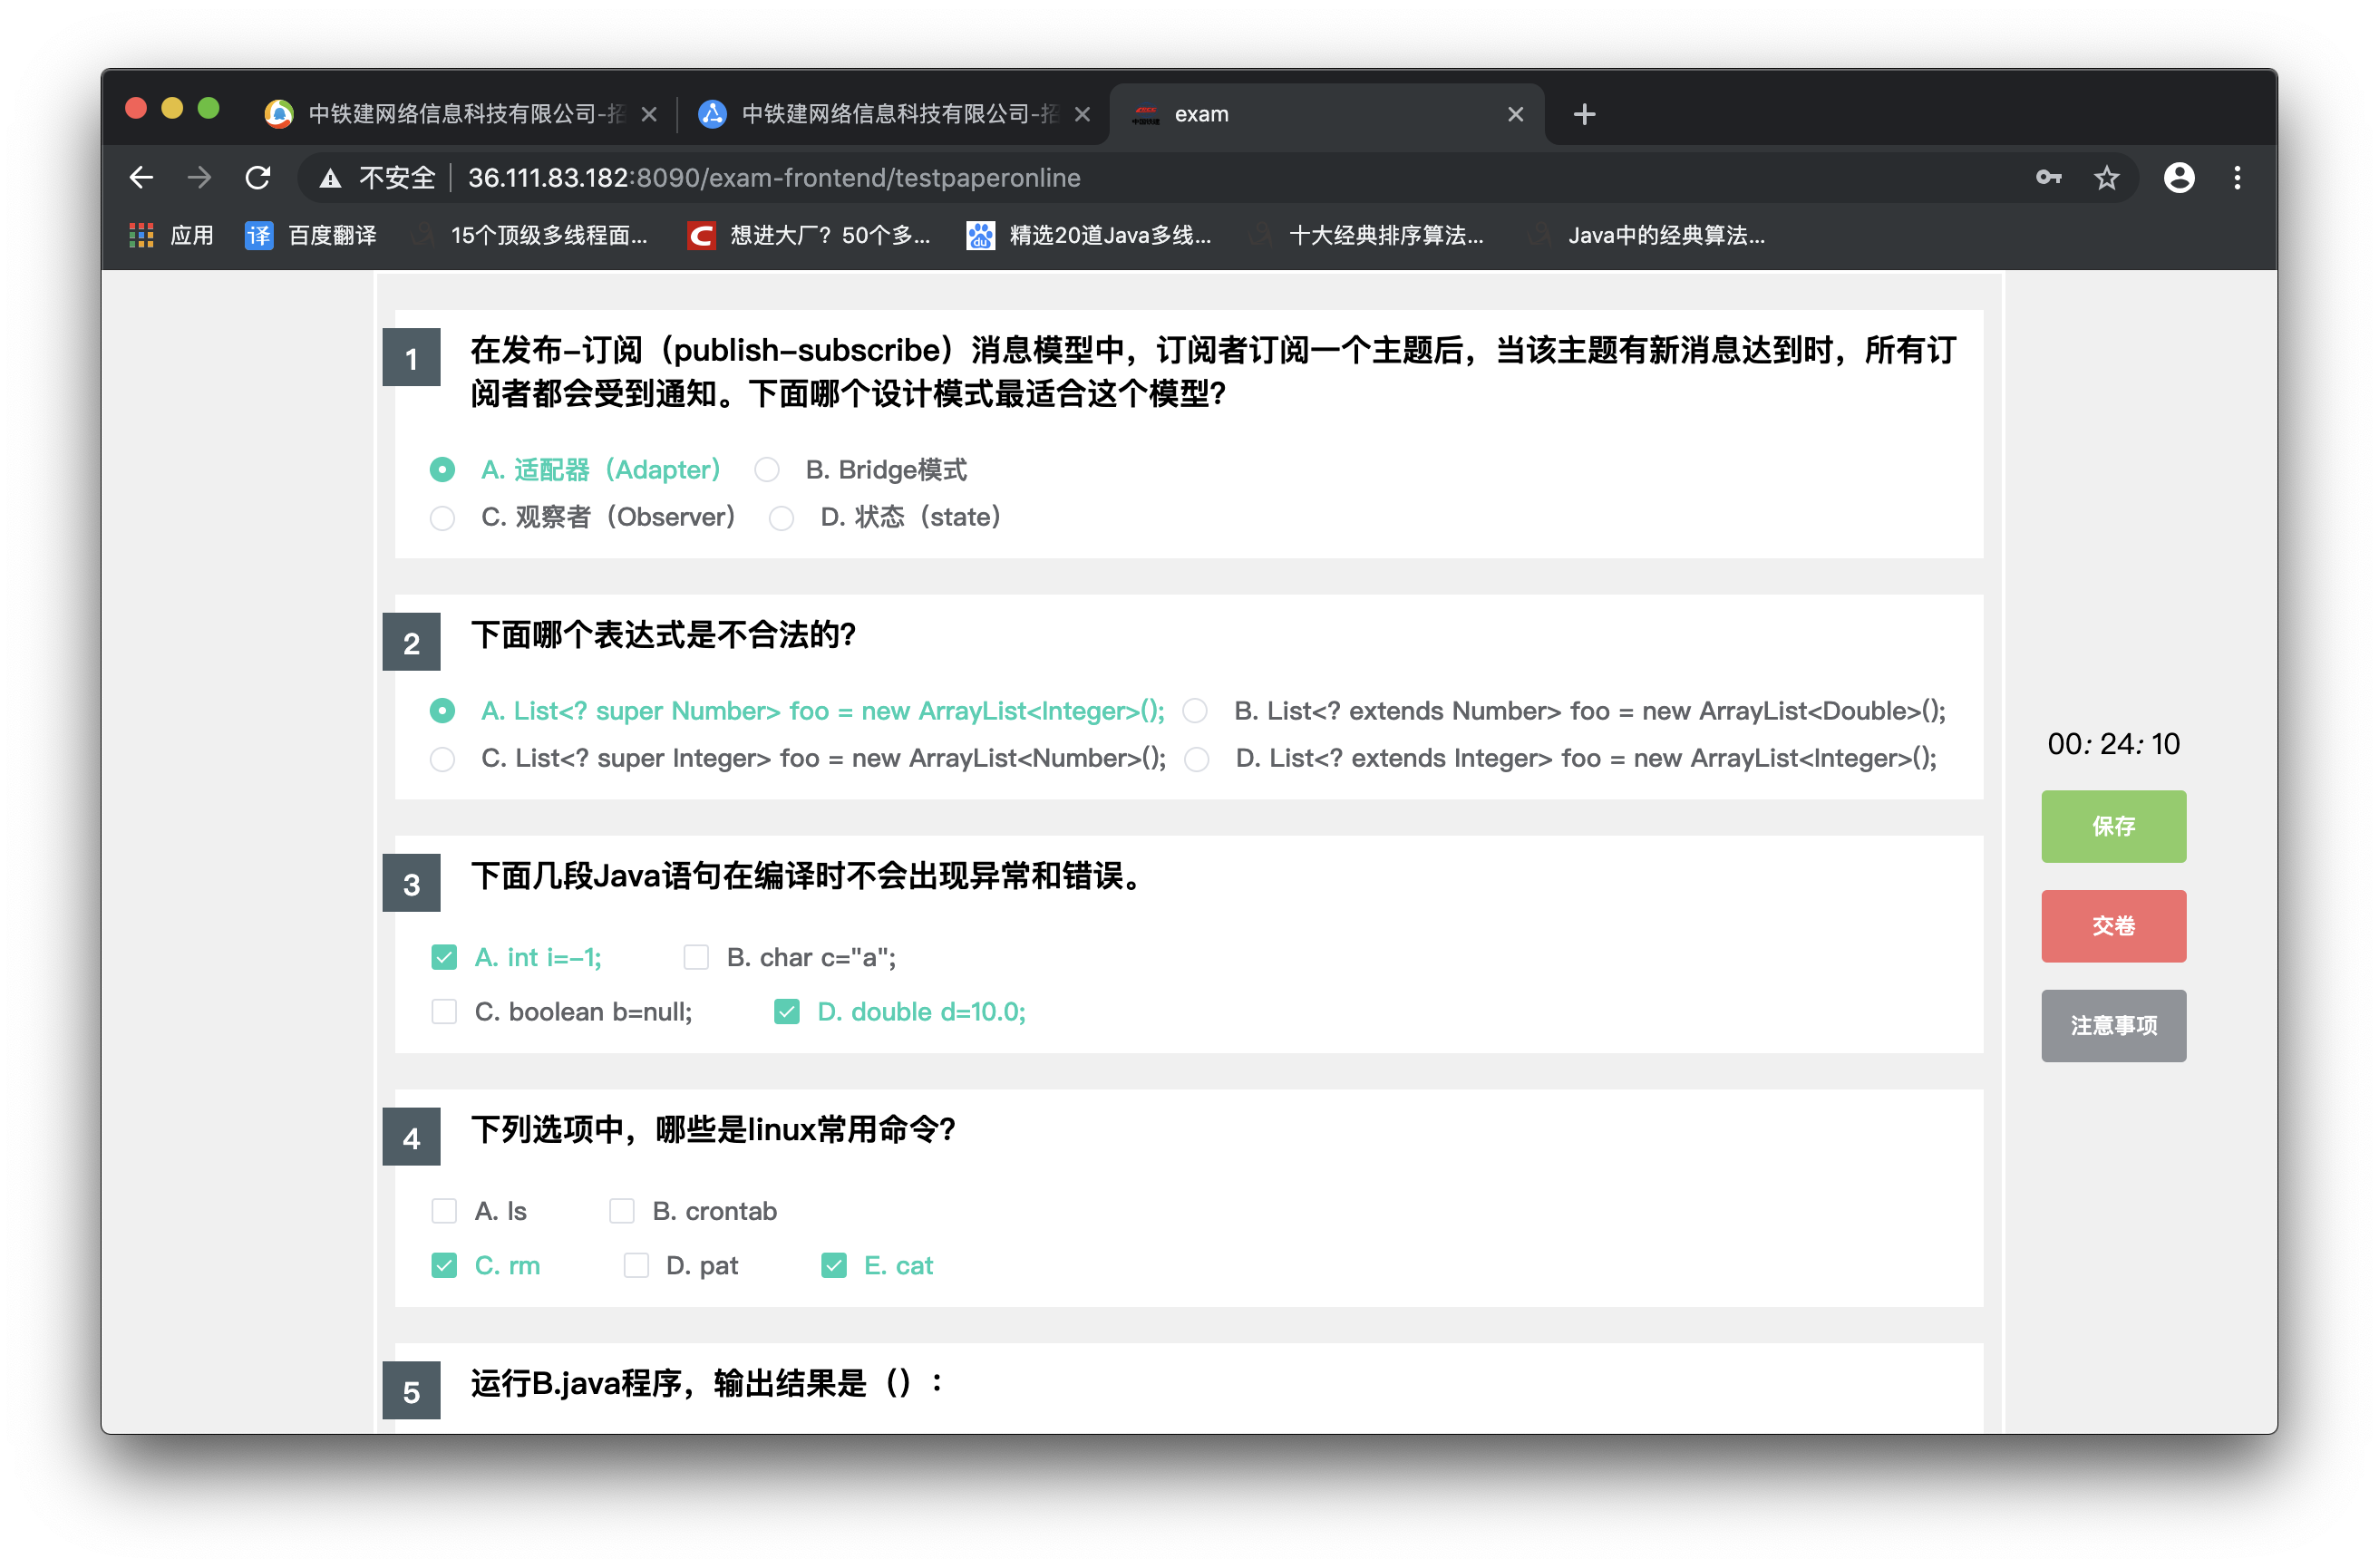 中铁建网络信息科技有限公司-招
中铁建网络信息科技有限公司-招
exam
不安全 36.111.83.182:8090/exam-frontend/testpaperonline
应用 百度翻译 15个顶级多线程面... 想进大厂？50个多... 精选20道Java多线... 十大经典排序算法... Java中的经典算法...
1 在发布-订阅（publish-subscribe）消息模型中，订阅者订阅一个主题后，当该主题有新消息达到时，所有订
阅者都会受到通知。下面哪个设计模式最适合这个模型？
A. 适配器（Adapter） B. Bridge模式
C. 观察者（Observer） D. 状态（state）
2 下面哪个表达式是不合法的？
A. List<? super Number> foo = new ArrayList<Integer>(); B. List<? extends Number> foo = new ArrayList<Double>();
C. List<? super Integer> foo = new ArrayList<Number>(); D. List<? extends Integer> foo = new ArrayList<Integer>();
00: 24: 10
保存
3 下面几段Java语句在编译时不会出现异常和错误。
交卷
A. int i=-1; B. char c="a";
C. boolean b=null; D. double d=10.0;
注意事项
4 下列选项中，哪些是linux常用命令？
A. ls B. crontab
C. rm D. pat E. cat
5 运行B.java程序，输出结果是（）：